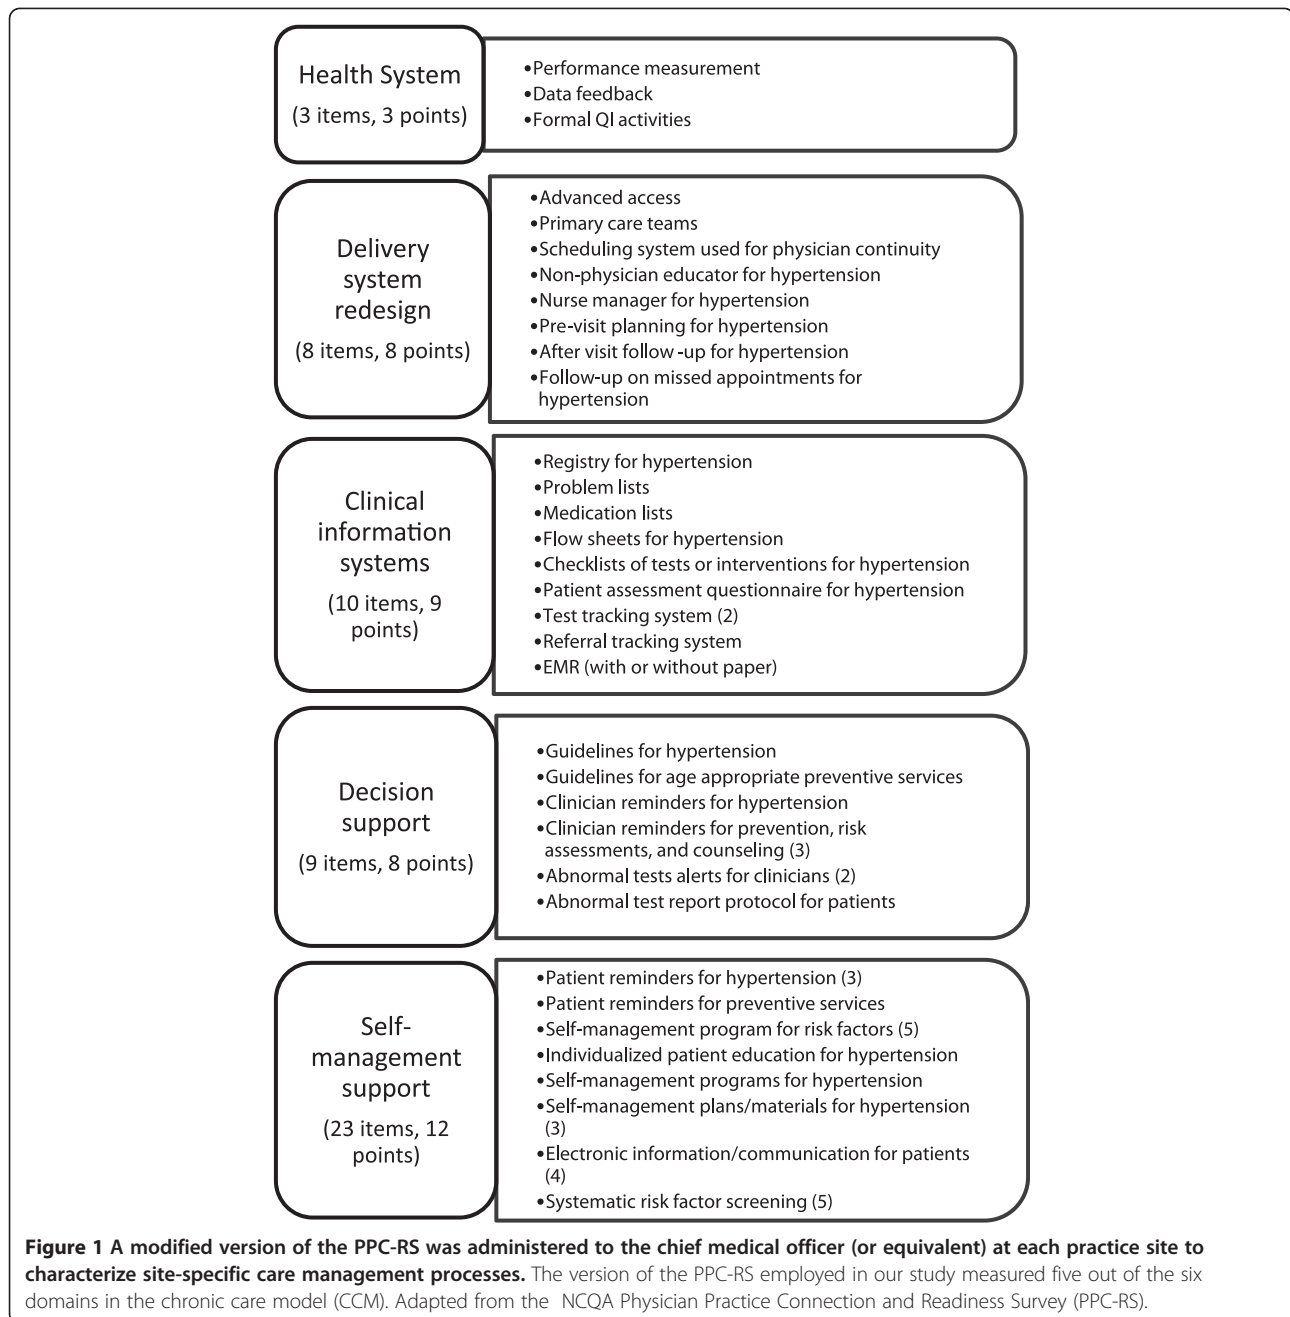 Health System
(3 items, 3 points)
•Performance measurement
•Data feedback
•Formal QI activities
Delivery
system
redesign
(8 items, 8 points)
•Advanced access
•Primary care teams
•Scheduling system used for physician continuity
•Non-physician educator for hypertension
•Nurse manager for hypertension
•Pre-visit planning for hypertension
•After visit follow -up for hypertension
•Follow-up on missed appointments for
hypertension
Clinical
information
systems
(10 items, 9
points)
•Registry for hypertension
•Problem lists
•Medication lists
•Flow sheets for hypertension
•Checklists of tests or interventions for hypertension
•Patient assessment questionnaire for hypertension
•Test tracking system (2)
•Referral tracking system
•EMR (with or without paper)
Decision
support
(9 items, 8 points)
•Guidelines for hypertension
•Guidelines for age appropriate preventive services
•Clinician reminders for hypertension
•Clinician reminders for prevention, risk
assessments, and counseling (3)
•Abnormal tests alerts for clinicians (2)
•Abnormal test report protocol for patients
Self-
management
support
(23 items, 12
points)
•Patient reminders for hypertension (3)
•Patient reminders for preventive services
•Self-management program for risk factors (5)
•Individualized patient education for hypertension
•Self-management programs for hypertension
•Self-management plans/materials for hypertension
(3)
•Electronic information/communication for patients
(4)
•Systematic risk factor screening (5)
Figure 1 A modified version of the PPC-RS was administered to the chief medical officer (or equivalent) at each practice site to
characterize site-specific care management processes. The version of the PPC-RS employed in our study measured five out of the six
domains in the chronic care model (CCM). Adapted from the NCQA Physician Practice Connection and Readiness Survey (PPC-RS).